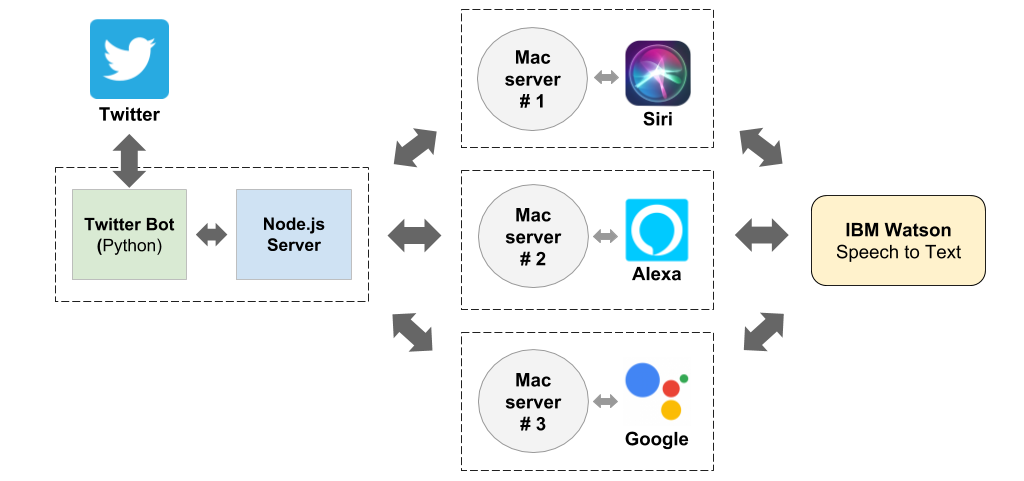 Twitter
Twitter Bot
(Python)
Node.js
Server
Mac
server
# 1
Siri
Mac
server
# 2
Alexa
Mac
server
# 3
Google
IBM Watson
Speech to Text